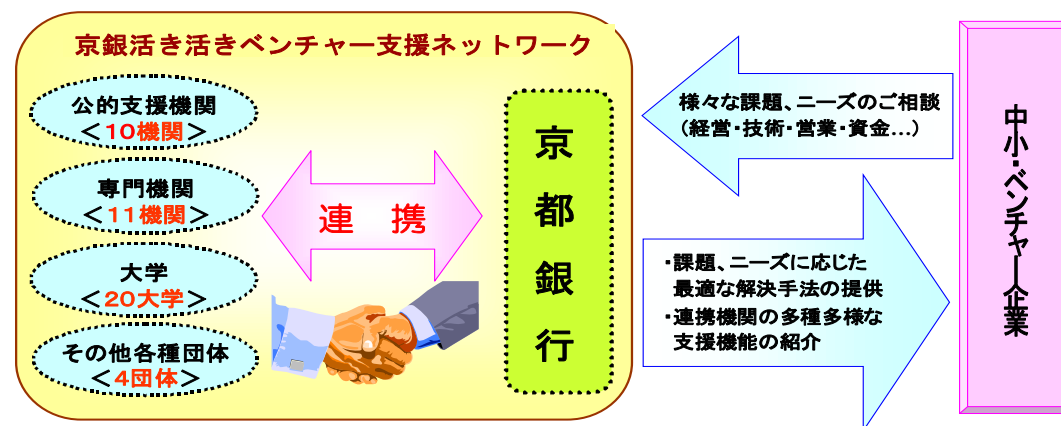 京銀活き活きベンチャー支援ネットワーク
公的支援機関
＜10機関＞
専門機関
＜11機関＞
大学
＜20大学＞
その他各種団体
＜4団体＞
連 携
京都銀行
様々な課題、ニーズのご相談
（経営・技術・営業・資金…）
・課題、ニーズに応じた
最適な解決手法の提供
・連携機関の多種多様な
支援機能の紹介
中小・ベンチャー企業